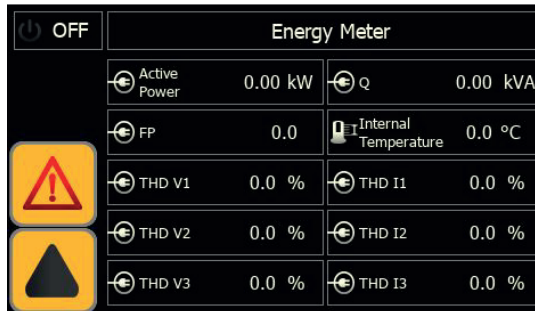 OFF
Energy Meter
Active Power 0.00 kW
Q 0.00 kVA
FP 0.0
Internal Temperature 0.0 °C
THD V1 0.0 %
THD I1 0.0 %
THD V2 0.0 %
THD I2 0.0 %
THD V3 0.0 %
THD I3 0.0 %